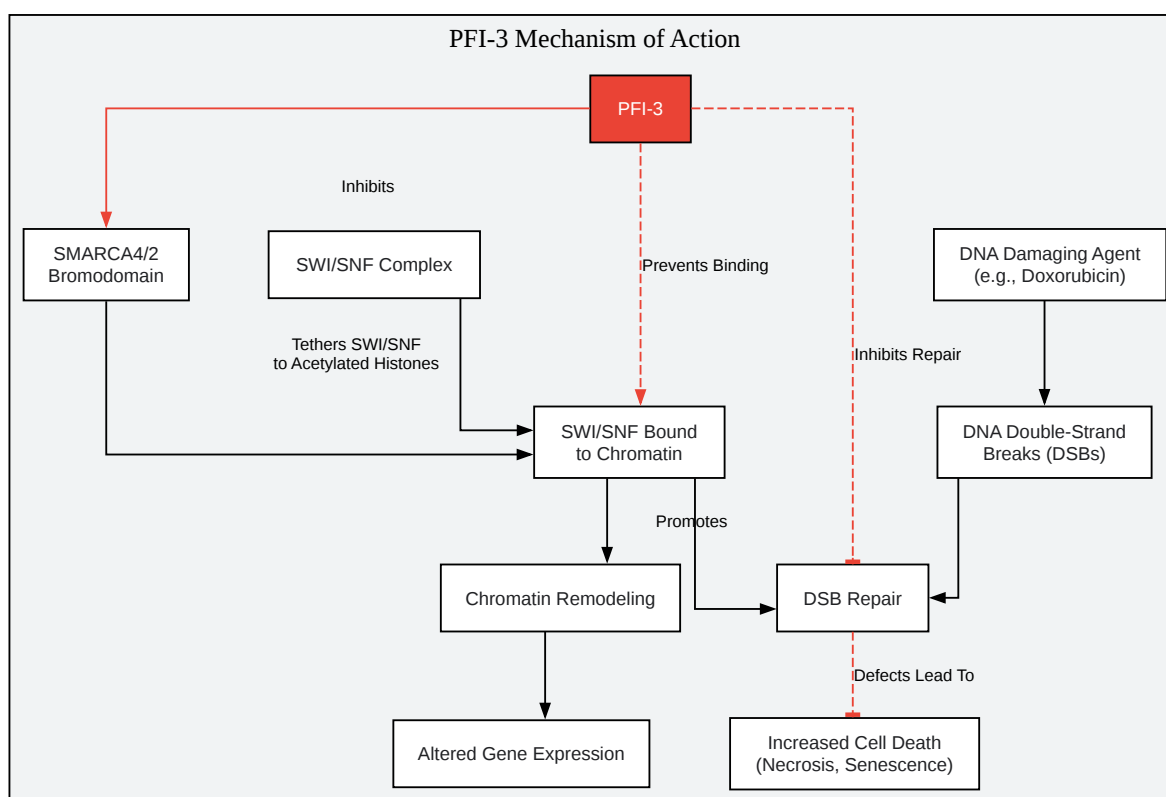 PFI-3 Mechanism of Action
PFI-3
Inhibits
SMARCA4/2
Bromodomain
SWI/SNF Complex
Prevents Binding
DNA Damaging Agent
(e.g., Doxorubicin)
Tethers SWI/SNF
to Acetylated Histones
Inhibits Repair
SWI/SNF Bound
to Chromatin
DNA Double-Strand
Breaks (DSBs)
Promotes
Chromatin Remodeling
DSB Repair
Defects Lead To
Altered Gene Expression
Increased Cell Death
(Necrosis, Senescence)